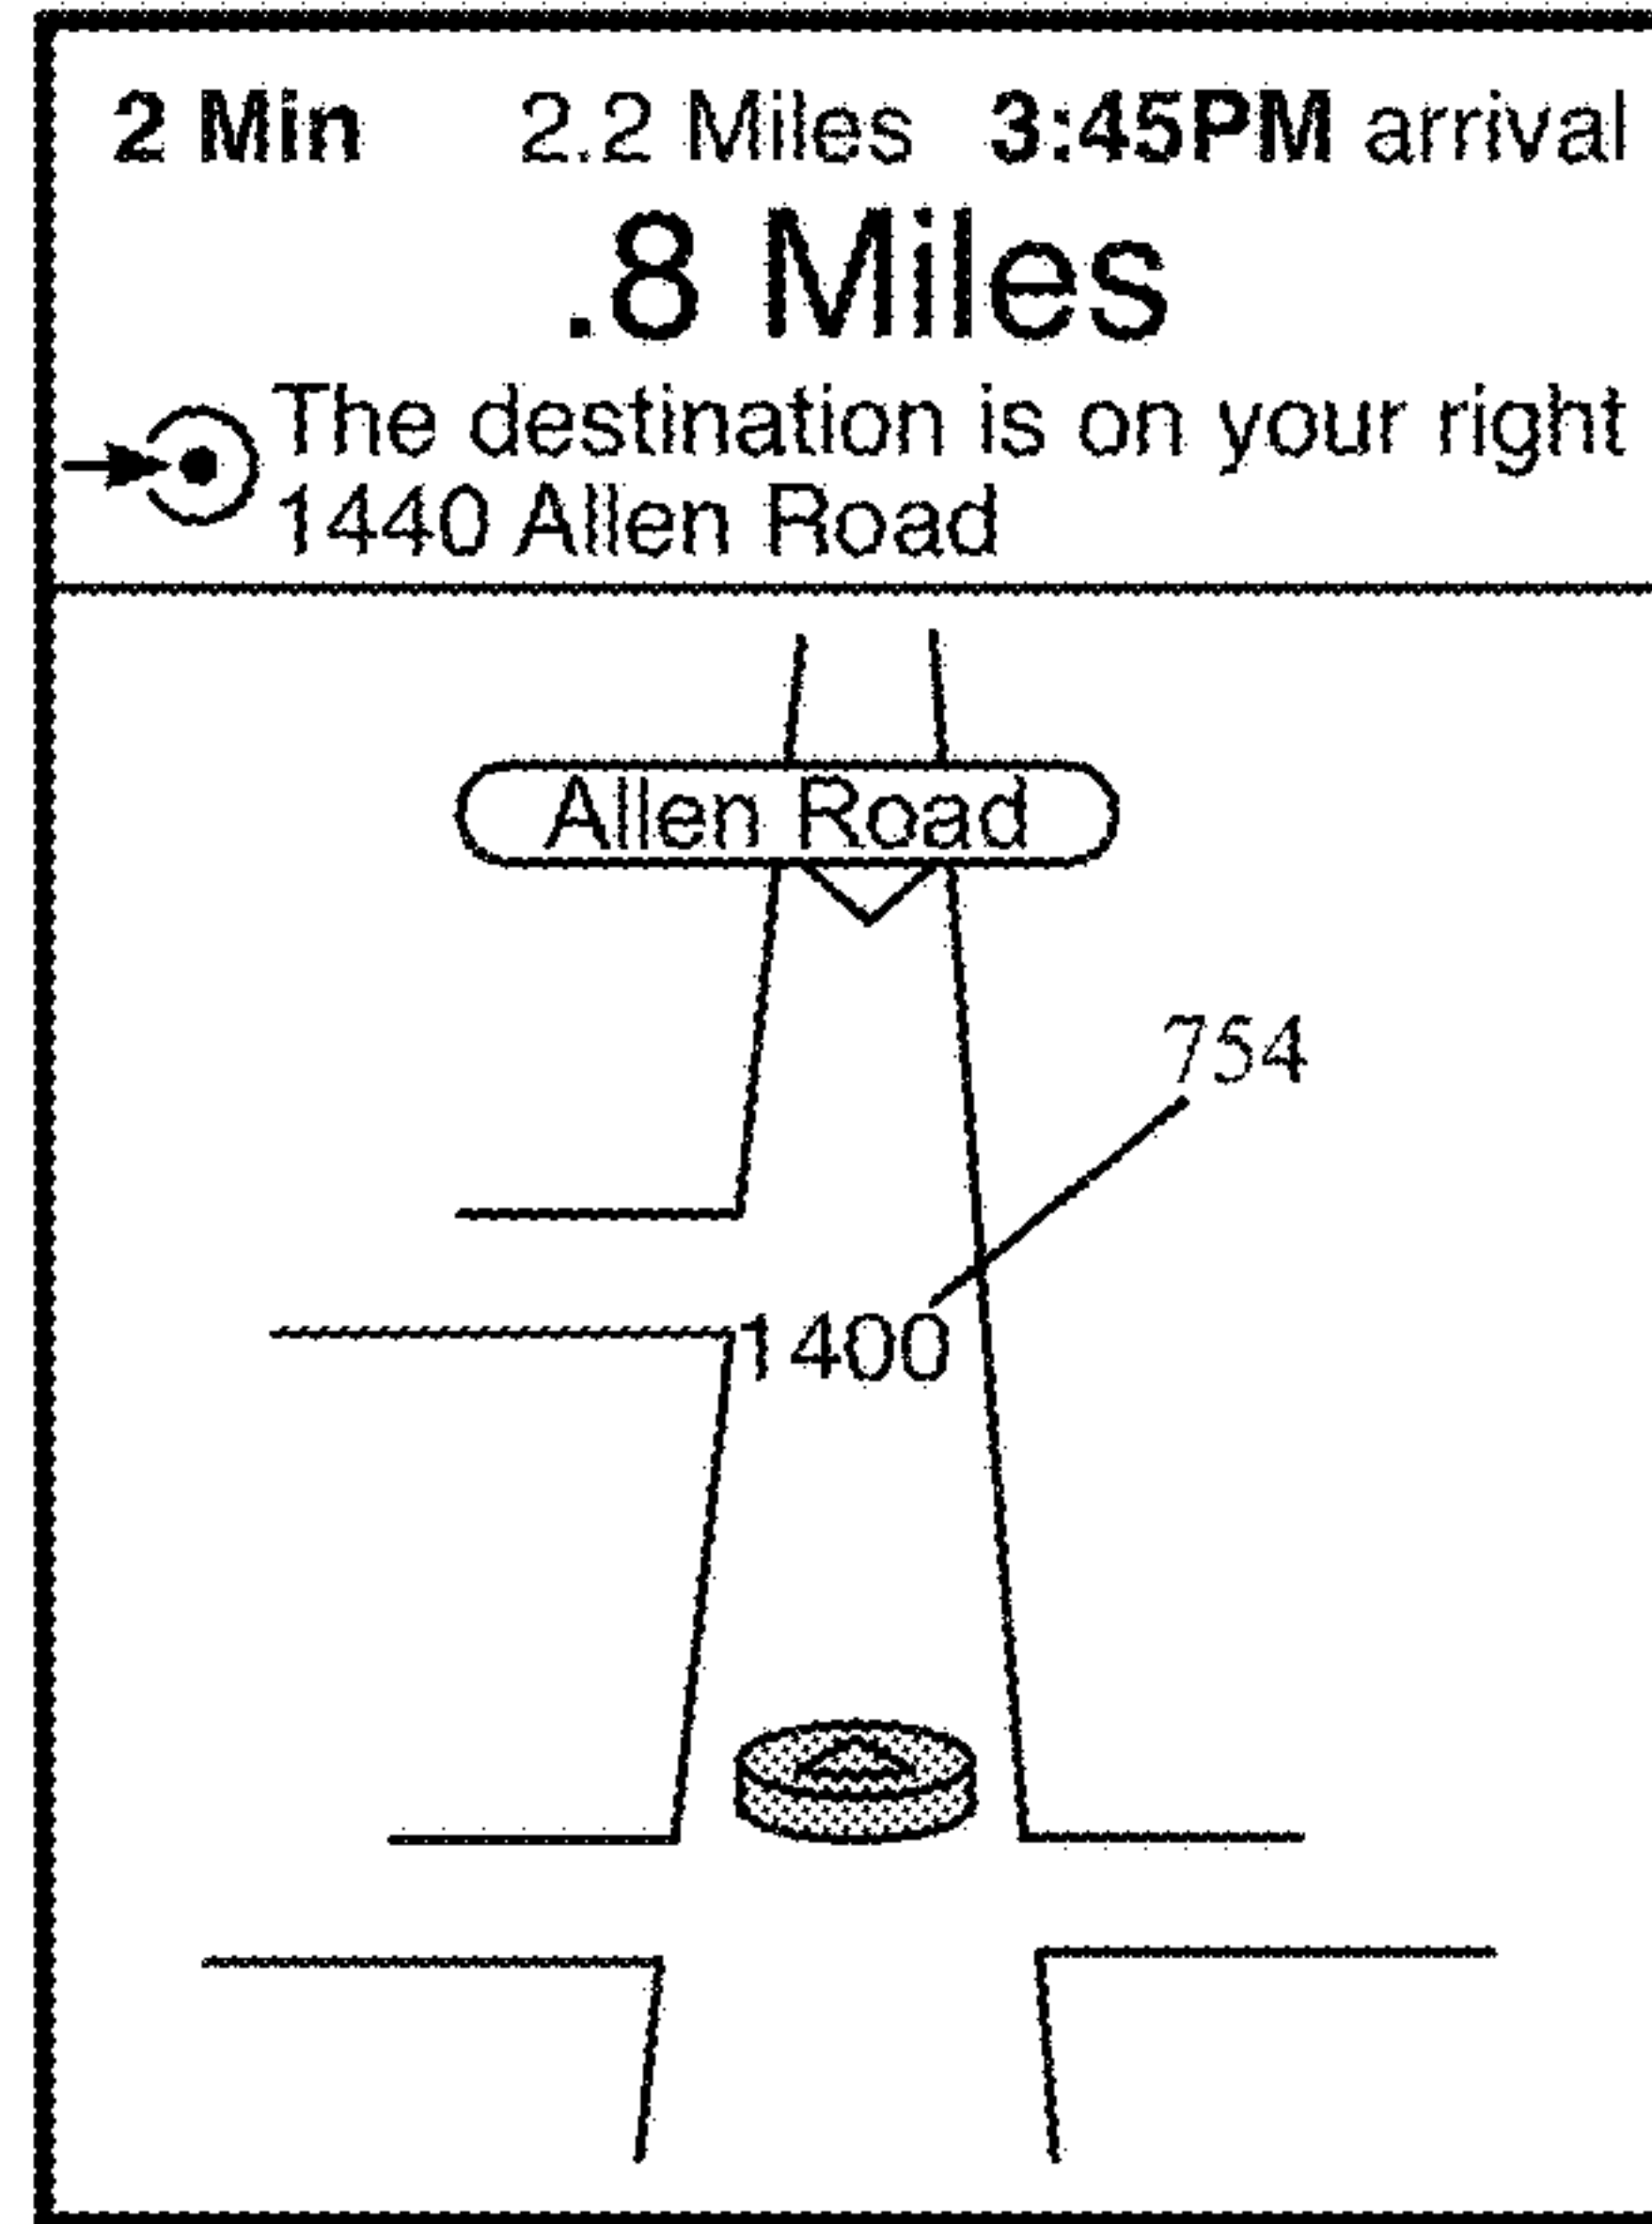 2 Min 2.2 Miles 3:45PM arrival
.8 Miles
The destination is on your right
1440 Allen Road
Allen Road
754
1400